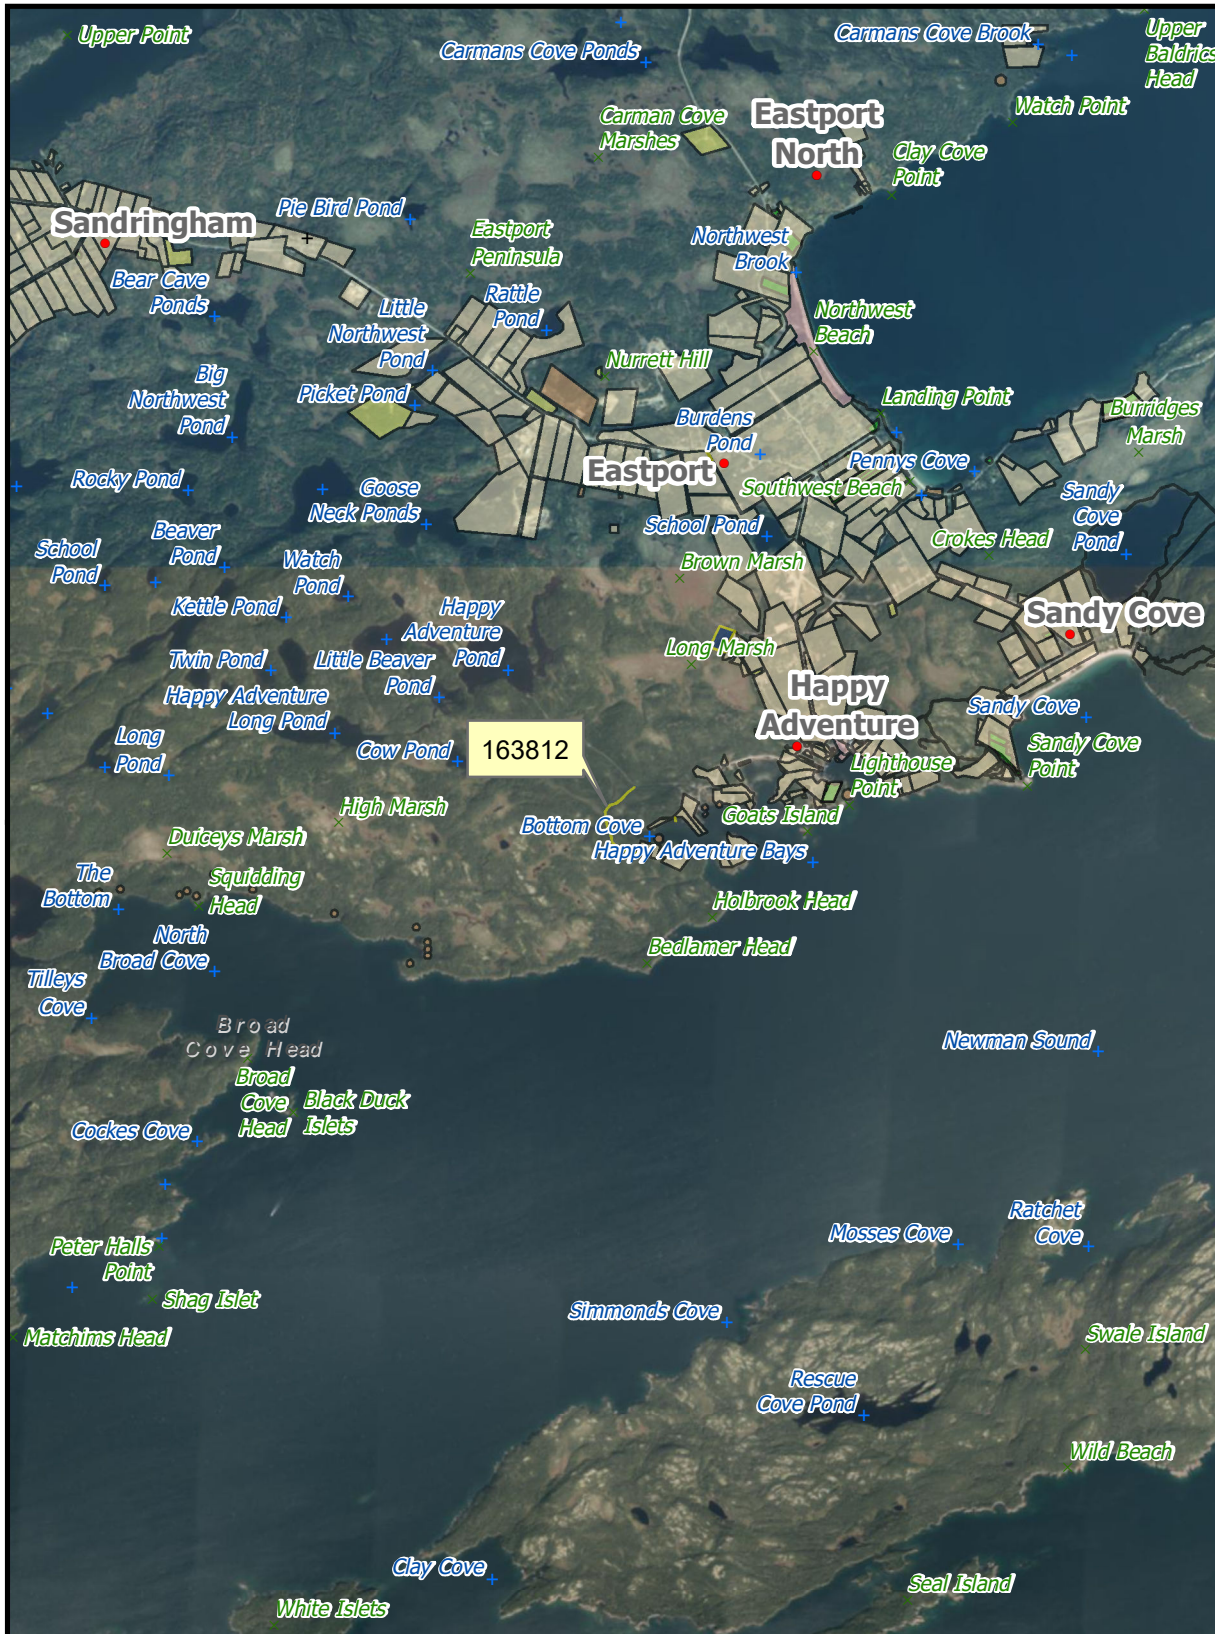 Upper Point
Carmans Cove Ponds
Carmans Cove Brook
Upper
Baldrics
Head
Carman Cove
Marshes
Eastport
North
Watch Point
Clay Cove
Point
Sandringham
Pie Bird Pond
Eastport
Peninsula
Northwest
Brook
Bear Cave
Ponds
Little
Northwest
Pond
Rattle
Pond
Northwest
Beach
Nurrett Hill
Big
Northwest
Pond
Picket Pond
Landing Point
Burridges
Marsh
Burdens
Pond
Eastport
Pennys Cove
Southwest Beach
Rocky Pond
Goose
Neck Ponds
Sandy
Cove
Pond
School Pond
Crokes Head
Beaver
Pond
School
Pond
Watch
Pond
Brown Marsh
Kettle Pond
Happy
Adventure
Pond
Sandy Cove
Twin Pond
Little Beaver
Pond
Long Marsh
Happy
Adventure
Happy Adventure
Long Pond
Sandy Cove
Long
Pond
Cow Pond
163812
Sandy Cove
Point
Lighthouse
Point
High Marsh
Goats Island
Bottom Cove
Duiceys Marsh
Happy Adventure Bays
The
Bottom
Squidding
Head
Holbrook Head
North
Broad Cove
Bedlamer Head
Tilleys
Cove
Broad
Cove Head
Newman Sound
Broad
Cove
Head
Black Duck
Islets
Cockes Cove
Ratchet
Cove
Mosses Cove
Peter Halls
Point
Shag Islet
Simmonds Cove
Matchims Head
Swale Island
Rescue
Cove Pond
Wild Beach
Clay Cove
Seal Island
White Islets